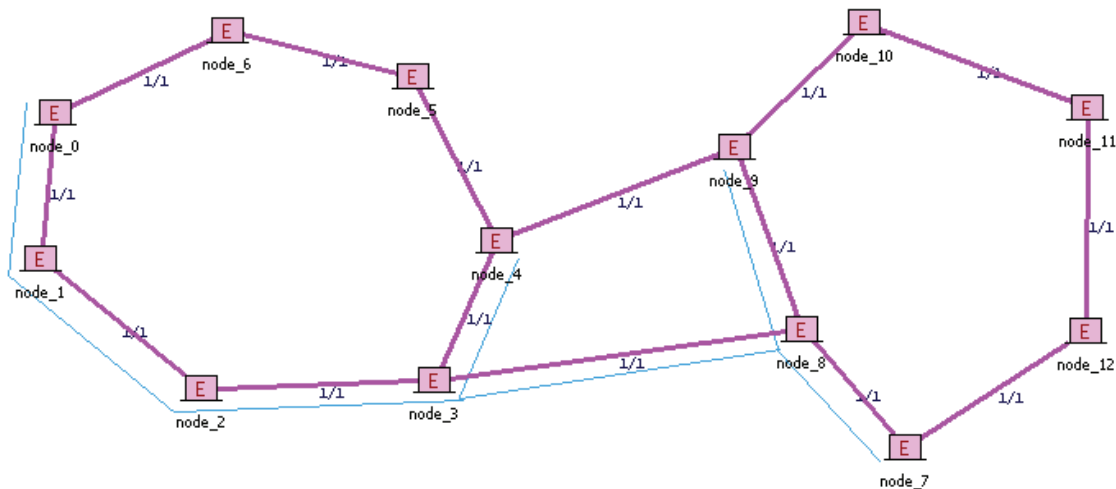 E
node_10
E
node_6
1/1
1/1
E
node_5
1/1
1/1
E
node_11
E
node_0
E
node_9
1/1
1/1
1/1
1/1
E
node_4
1/1
E
node_1
1/1
1/1
E
node_8
E
node_12
1/1
1/1
E
node_3
E
node_2
1/1
1/1
1/1
E
node_7